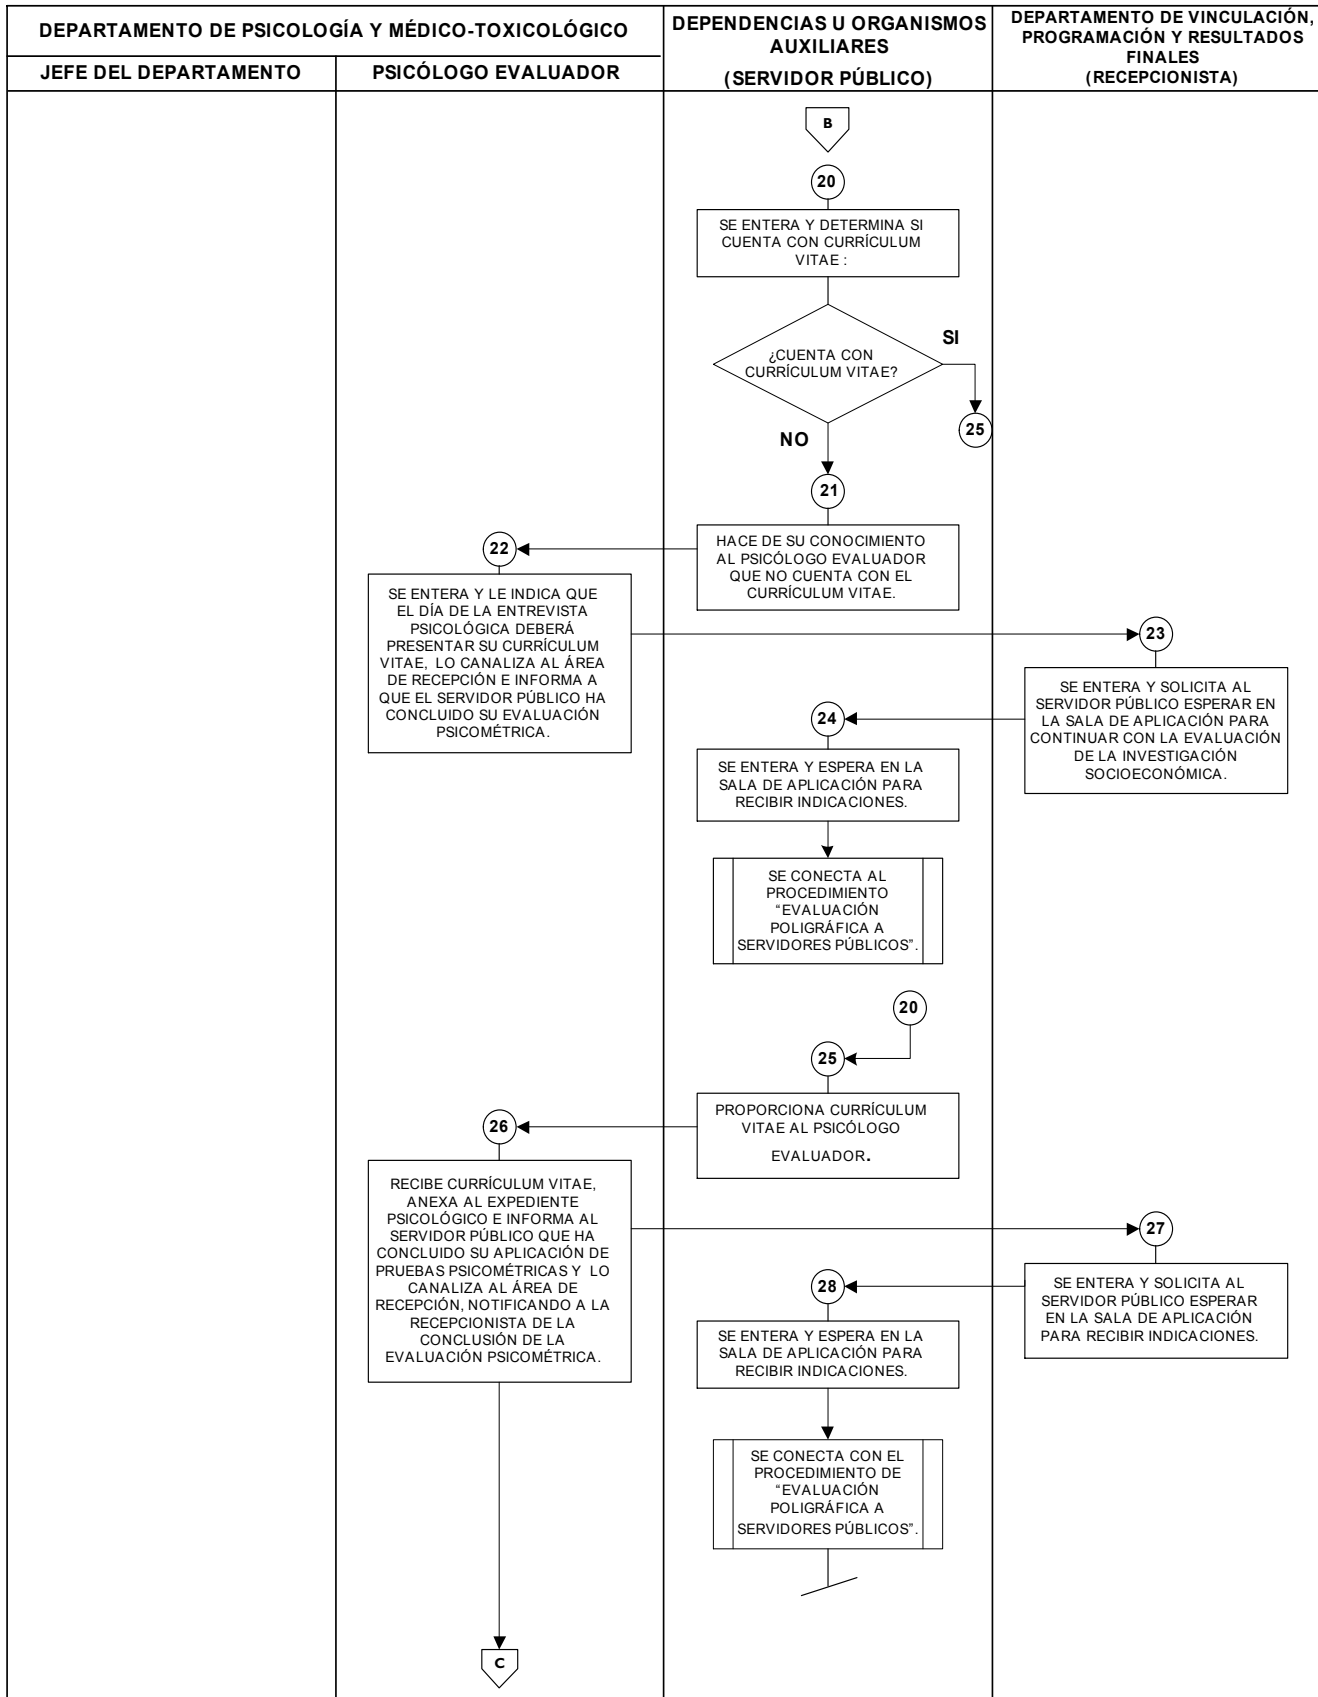 DEPARTAMENTO DE PSICOLOGÍA Y MÉDICO-TOXICOLÓGICO
JEFE DEL DEPARTAMENTO
PSICÓLOGO EVALUADOR
DEPENDENCIAS U ORGANISMOS
AUXILIARES
(SERVIDOR PÚBLICO)
DEPARTAMENTO DE VINCULACIÓN,
PROGRAMACIÓN Y RESULTADOS
FINALES
(RECEPCIONISTA)
B
20
SE ENTERA Y DETERMINA SI
CUENTA CON CURRÍCULUM
VITAE :
¿CUENTA CON
CURRÍCULUM VITAE?
SI
25
NO
21
HACE DE SU CONOCIMIENTO
AL PSICÓLOGO EVALUADOR
QUE NO CUENTA CON EL
CURRÍCULUM VITAE.
22
SE ENTERA Y LE INDICA QUE
EL DÍA DE LA ENTREVISTA
PSICOLÓGICA DEBERÁ
PRESENTAR SU CURRÍCULUM
VITAE, LO CANALIZA AL ÁREA
DE RECEPCIÓN E INFORMA A
QUE EL SERVIDOR PÚBLICO HA
CONCLUIDO SU EVALUACIÓN
PSICOMÉTRICA.
23
SE ENTERA Y SOLICITA AL
SERVIDOR PÚBLICO ESPERAR EN
LA SALA DE APLICACIÓN PARA
CONTINUAR CON LA EVALUACIÓN
DE LA INVESTIGACIÓN
SOCIOECONÓMICA.
24
SE ENTERA Y ESPERA EN LA
SALA DE APLICACIÓN PARA
RECIBIR INDICACIONES.
SE CONECTA AL
PROCEDIMIENTO
“EVALUACIÓN
POLIGRÁFICA A
SERVIDORES PÚBLICOS”.
20
25
PROPORCIONA CURRÍCULUM
VITAE AL PSICÓLOGO
EVALUADOR.
26
RECIBE CURRÍCULUM VITAE,
ANEXA AL EXPEDIENTE
PSICOLÓGICO E INFORMA AL
SERVIDOR PÚBLICO QUE HA
CONCLUIDO SU APLICACIÓN DE
PRUEBAS PSICOMÉTRICAS Y LO
CANALIZA AL ÁREA DE
RECEPCIÓN, NOTIFICANDO A LA
RECEPCIONISTA DE LA
CONCLUSIÓN DE LA
EVALUACIÓN PSICOMÉTRICA.
27
SE ENTERA Y SOLICITA AL
SERVIDOR PÚBLICO ESPERAR
EN LA SALA DE APLICACIÓN
PARA RECIBIR INDICACIONES.
28
SE ENTERA Y ESPERA EN LA
SALA DE APLICACIÓN PARA
RECIBIR INDICACIONES.
SE CONECTA CON EL
PROCEDIMIENTO DE
“EVALUACIÓN
POLIGRÁFICA A
SERVIDORES PÚBLICOS”.
C